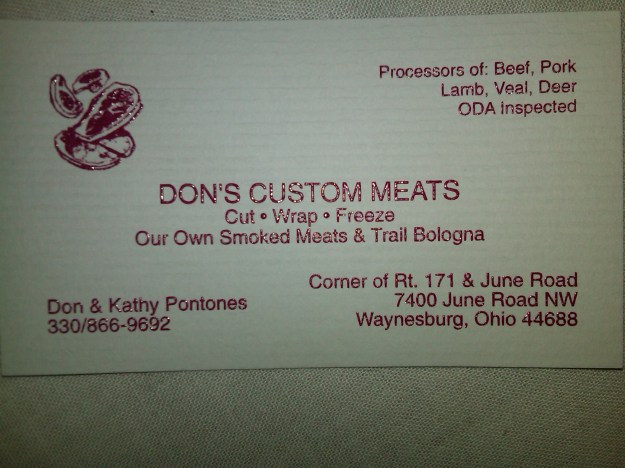 Processors of: Beef, Pork
Lamb, Veal, Deer
ODA Inspected
DON'S CUSTOM MEATS
Cut • Wrap • Freeze
Our Own Smoked Meats & Trail Bologna
Corner of Rt. 171 & June Road
7400 June Road NW
Waynesburg, Ohio 44688
Don & Kathy Pontones
330/866-9692